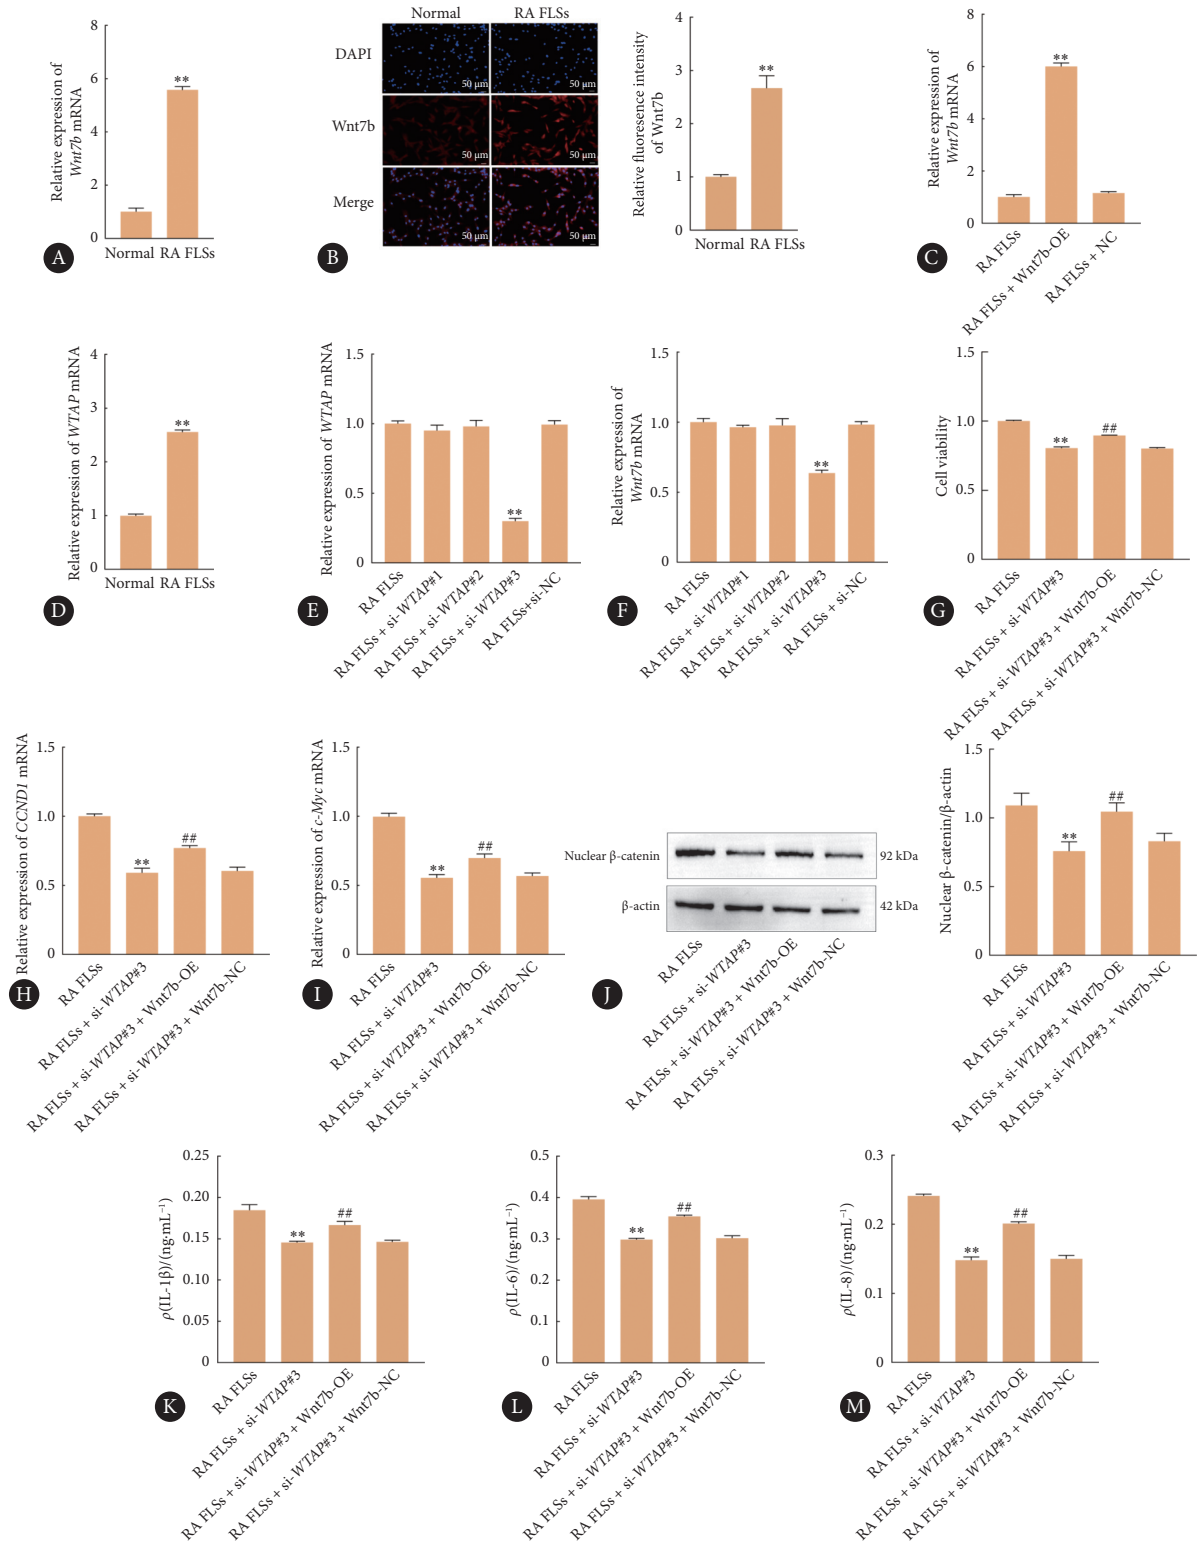 Relative expression of
Wnt7b mRNA
8
6
4
2
0
**
Normal RA FLSs
A
Normal RA FLSs
DAPI
50 μm 50 μm
Wnt7b
50 μm 50 μm
Merge
50 μm 50 μm
B
Relative fluoresence intensity
of Wnt7b
4
3
2
1
0
**
Normal RA FLSs
Relative expression of
Wnt7b mRNA
8
6
4
2
0
**
RA FLSs
RA FLSs + Wnt7b-OE
RA FLSs + NC
C
Relative expression of WTAP mRNA
4
3
2
1
0
**
Normal RA FLSs
D
Relative expression of WTAP mRNA
1.5
1.0
0.5
0
**
RA FLSs
RA FLSs + si-WTAP#1
RA FLSs + si-WTAP#2
RA FLSs + si-WTAP#3
RA FLSs+si-NC
E
Relative expression of
Wnt7b mRNA
1.5
1.0
0.5
0
**
RA FLSs
RA FLSs + si-WTAP#1
RA FLSs + si-WTAP#2
RA FLSs + si-WTAP#3
RA FLSs + si-NC
F
Cell viability
1.5
1.0
0.5
0
**
##
RA FLSs
RA FLSs + si-WTAP#3
RA FLSs + si-WTAP#3 + Wnt7b-OE
RA FLSs + si-WTAP#3 + Wnt7b-NC
G
Relative expression of CCND1 mRNA
1.5
1.0
0.5
0
**
##
RA FLSs
RA FLSs + si-WTAP#3
RA FLSs + si-WTAP#3 + Wnt7b-OE
RA FLSs + si-WTAP#3 + Wnt7b-NC
H
Relative expression of c-Myc mRNA
1.5
1.0
0.5
0
**
##
RA FLSs
RA FLSs + si-WTAP#3
RA FLSs + si-WTAP#3 + Wnt7b-OE
RA FLSs + si-WTAP#3 + Wnt7b-NC
I
Nuclear β-catenin 92 kDa
β-actin 42 kDa
RA FLSs
RA FLSs + si-WTAP#3
RA FLSs + si-WTAP#3 + Wnt7b-OE
RA FLSs + si-WTAP#3 + Wnt7b-NC
J
Nuclear β-catenin/β-actin
1.5
1.0
0.5
0
**
##
RA FLSs
RA FLSs + si-WTAP#3
RA FLSs + si-WTAP#3 + Wnt7b-OE
RA FLSs + si-WTAP#3 + Wnt7b-NC
ρ(IL-1β)/(ng·mL⁻¹)
0.25
0.20
0.15
0.10
0.05
0
**
##
RA FLSs
RA FLSs + si-WTAP#3
RA FLSs + si-WTAP#3 + Wnt7b-OE
RA FLSs + si-WTAP#3 + Wnt7b-NC
K
ρ(IL-6)/(ng·mL⁻¹)
0.5
0.4
0.3
0.2
0.1
0
**
##
RA FLSs
RA FLSs + si-WTAP#3
RA FLSs + si-WTAP#3 + Wnt7b-OE
RA FLSs + si-WTAP#3 + Wnt7b-NC
L
ρ(IL-8)/(ng·mL⁻¹)
0.3
0.2
0.1
0
**
##
RA FLSs
RA FLSs + si-WTAP#3
RA FLSs + si-WTAP#3 + Wnt7b-OE
RA FLSs + si-WTAP#3 + Wnt7b-NC
M